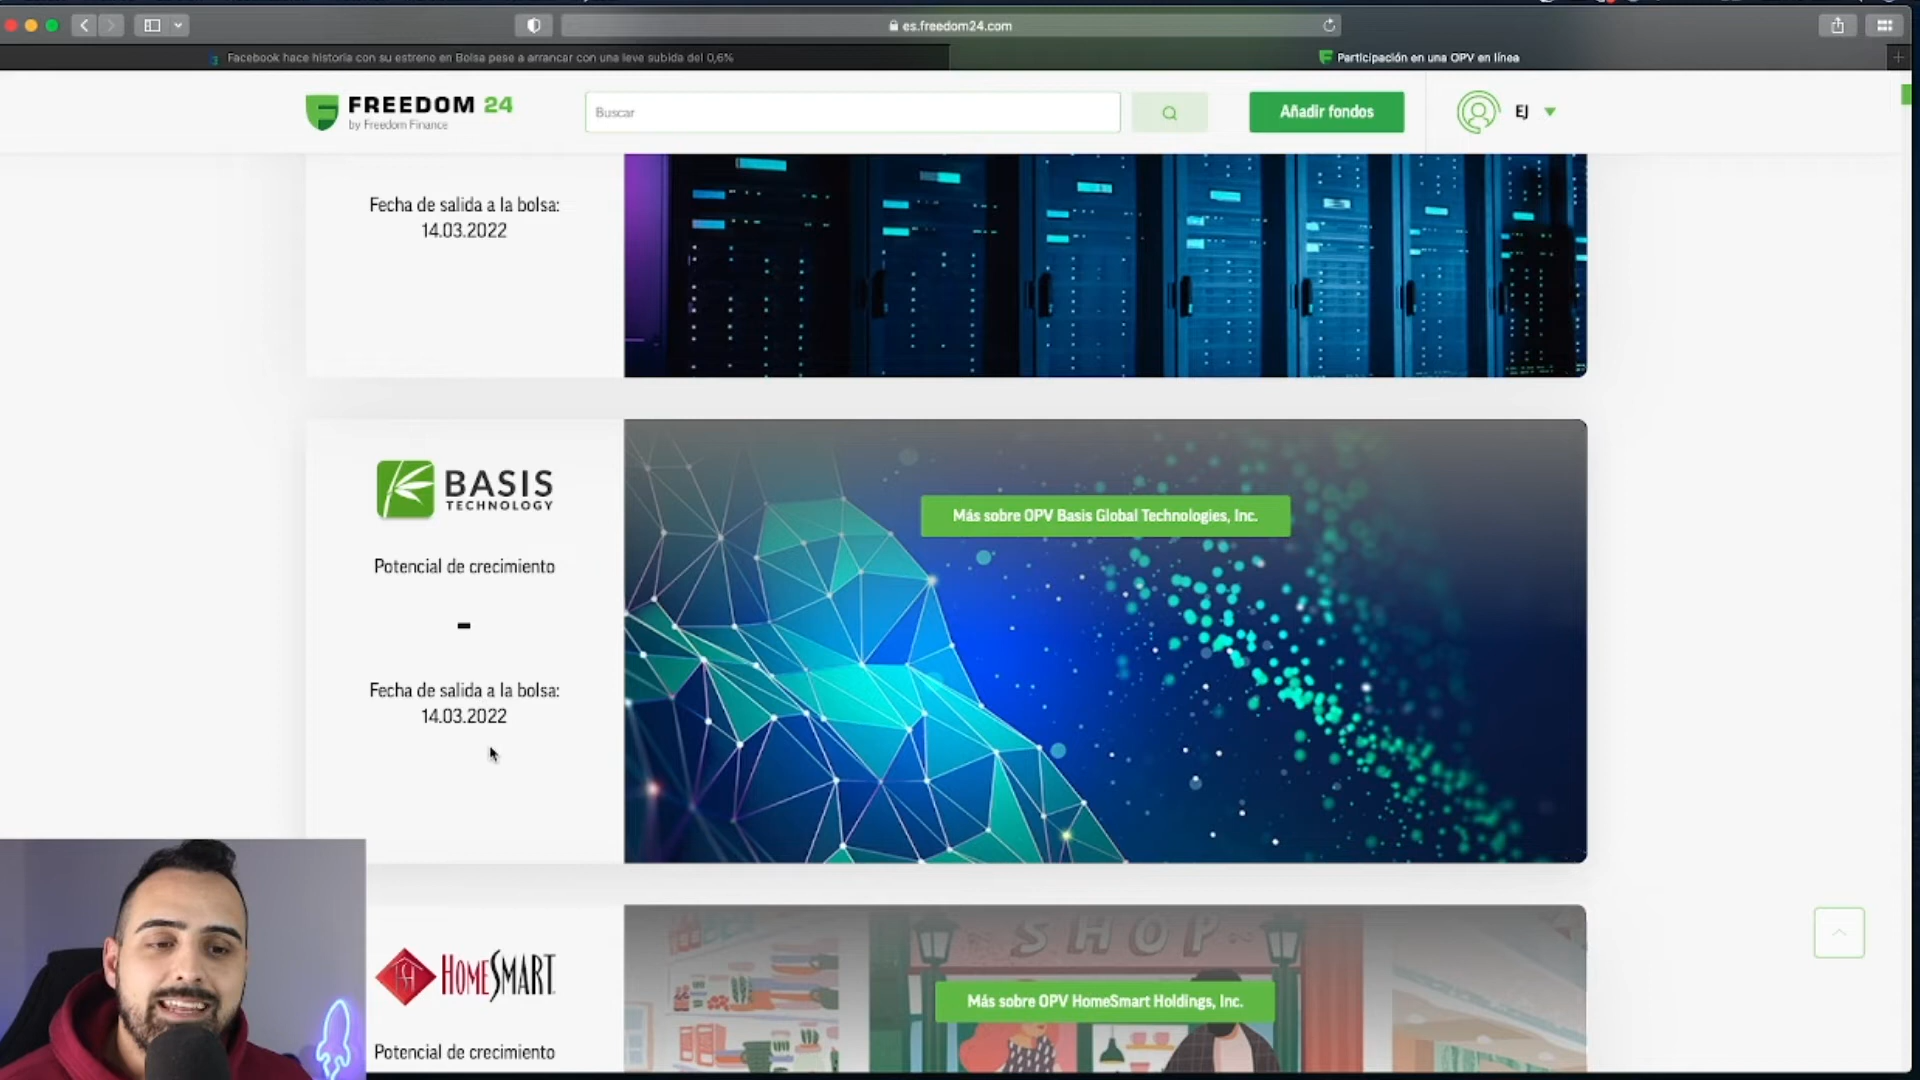 es.freedom24.com
Facebook hace historia con su estreno en Bolsa pese a arrancar con una leve subida del 0,6%
Participación en una OPV en línea
FREEDOM 24
by Freedom Finance
Buscar
Añadir fondos
EJ
Fecha de salida a la bolsa:
14.03.2022
BASIS
TECHNOLOGY
Más sobre OPV Basis Global Technologies, Inc.
Potencial de crecimiento
-
Fecha de salida a la bolsa:
14.03.2022
SHOP
HOMESMART
Más sobre OPV HomeSmart Holdings, Inc.
Potencial de crecimiento